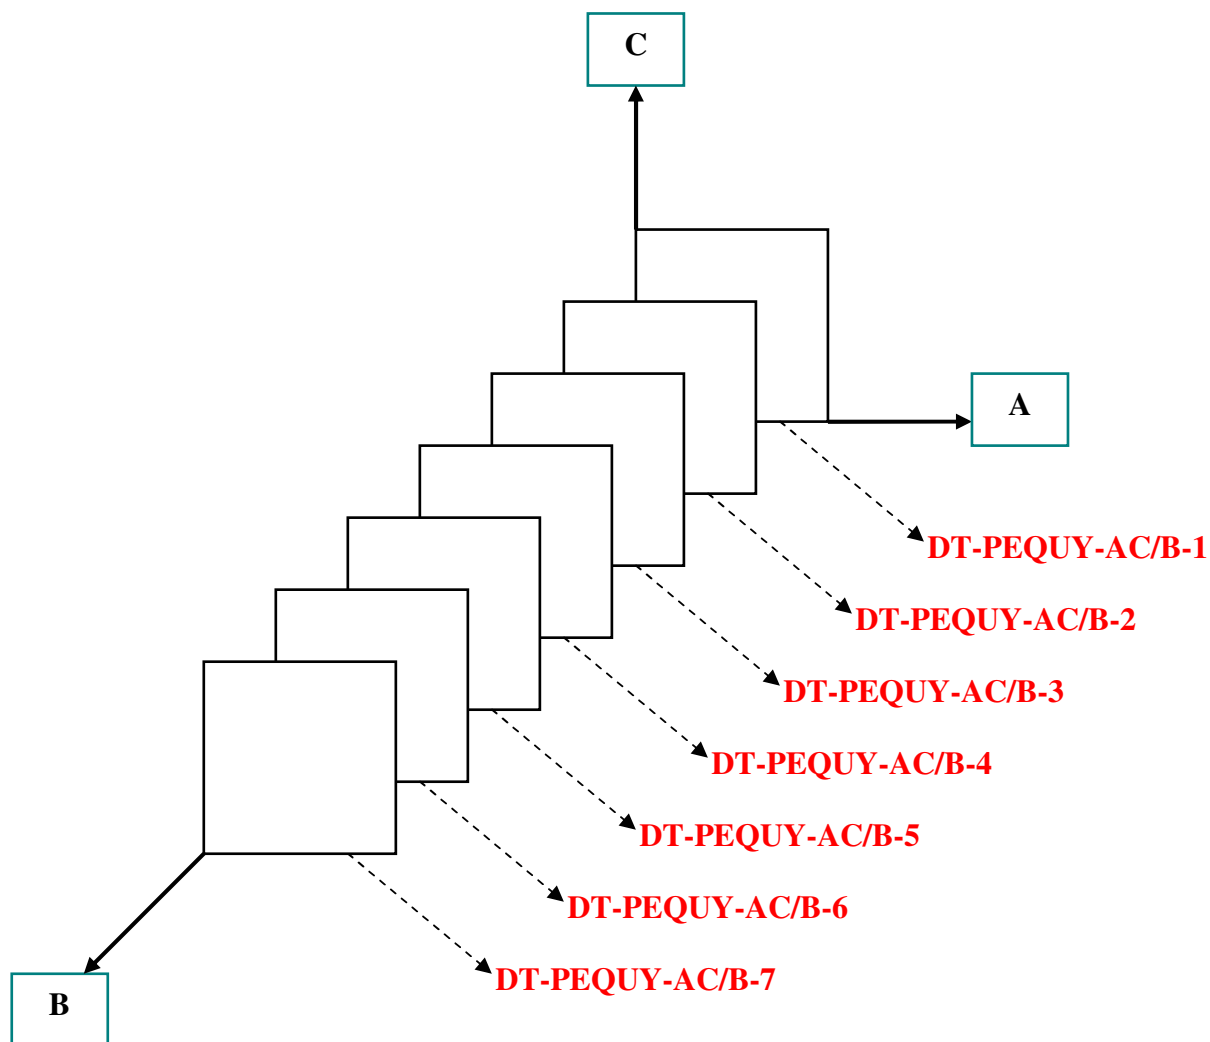 C
A
DT-PEQUY-AC/B-1
DT-PEQUY-AC/B-2
DT-PEQUY-AC/B-3
DT-PEQUY-AC/B-4
DT-PEQUY-AC/B-5
DT-PEQUY-AC/B-6
DT-PEQUY-AC/B-7
B